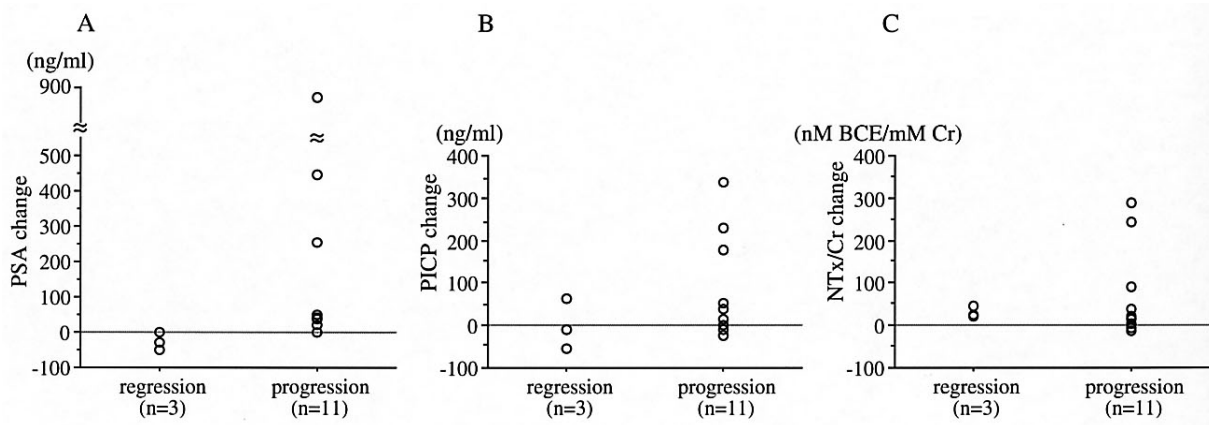 A
(ng/ml)
PSA change
900
500
400
300
200
100
0
-100
regression
(n=3)
progression
(n=11)
B
(ng/ml)
PICP change
400
300
200
100
0
-100
regression
(n=3)
progression
(n=11)
C
(nM BCE/mM Cr)
NTx/Cr change
400
300
200
100
0
-100
regression
(n=3)
progression
(n=11)